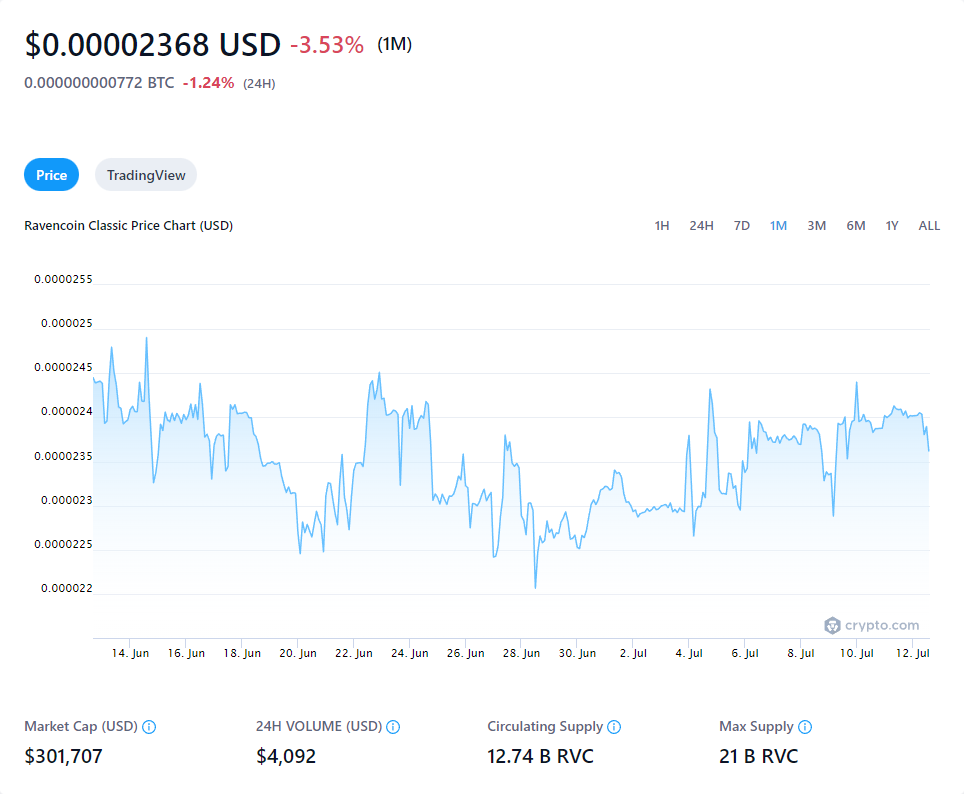 $0.00002368 USD -3.53% (1M)
0.000000000772 BTC -1.24% (24H)
Price TradingView
Ravencoin Classic Price Chart (USD) 1H 24H 7D 1M 3M 6M 1Y ALL
0.0000255
0.000025
0.0000245
0.000024
0.0000235
0.000023
0.0000225
0.000022
crypto.com
14. Jun 16. Jun 18. Jun 20. Jun 22. Jun 24. Jun 26. Jun 28. Jun 30. Jun 2. Jul 4. Jul 6. Jul 8. Jul 10. Jul 12. Jul
Market Cap (USD) 24H VOLUME (USD) Circulating Supply Max Supply
$301,707 $4,092 12.74 B RVC 21 B RVC